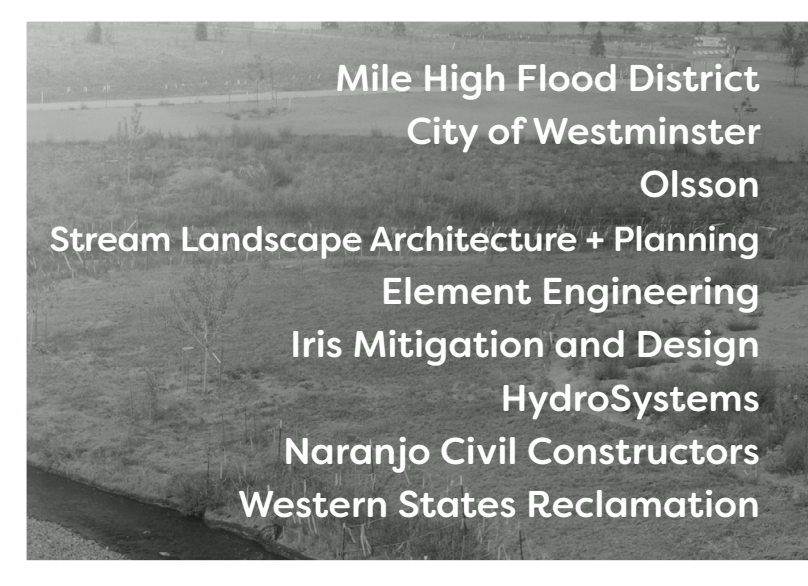 Mile High Flood District
City of Westminster
Olsson
Stream Landscape Architecture + Planning
Element Engineering
Iris Mitigation and Design
HydroSystems
Naranjo Civil Constructors
Western States Reclamation